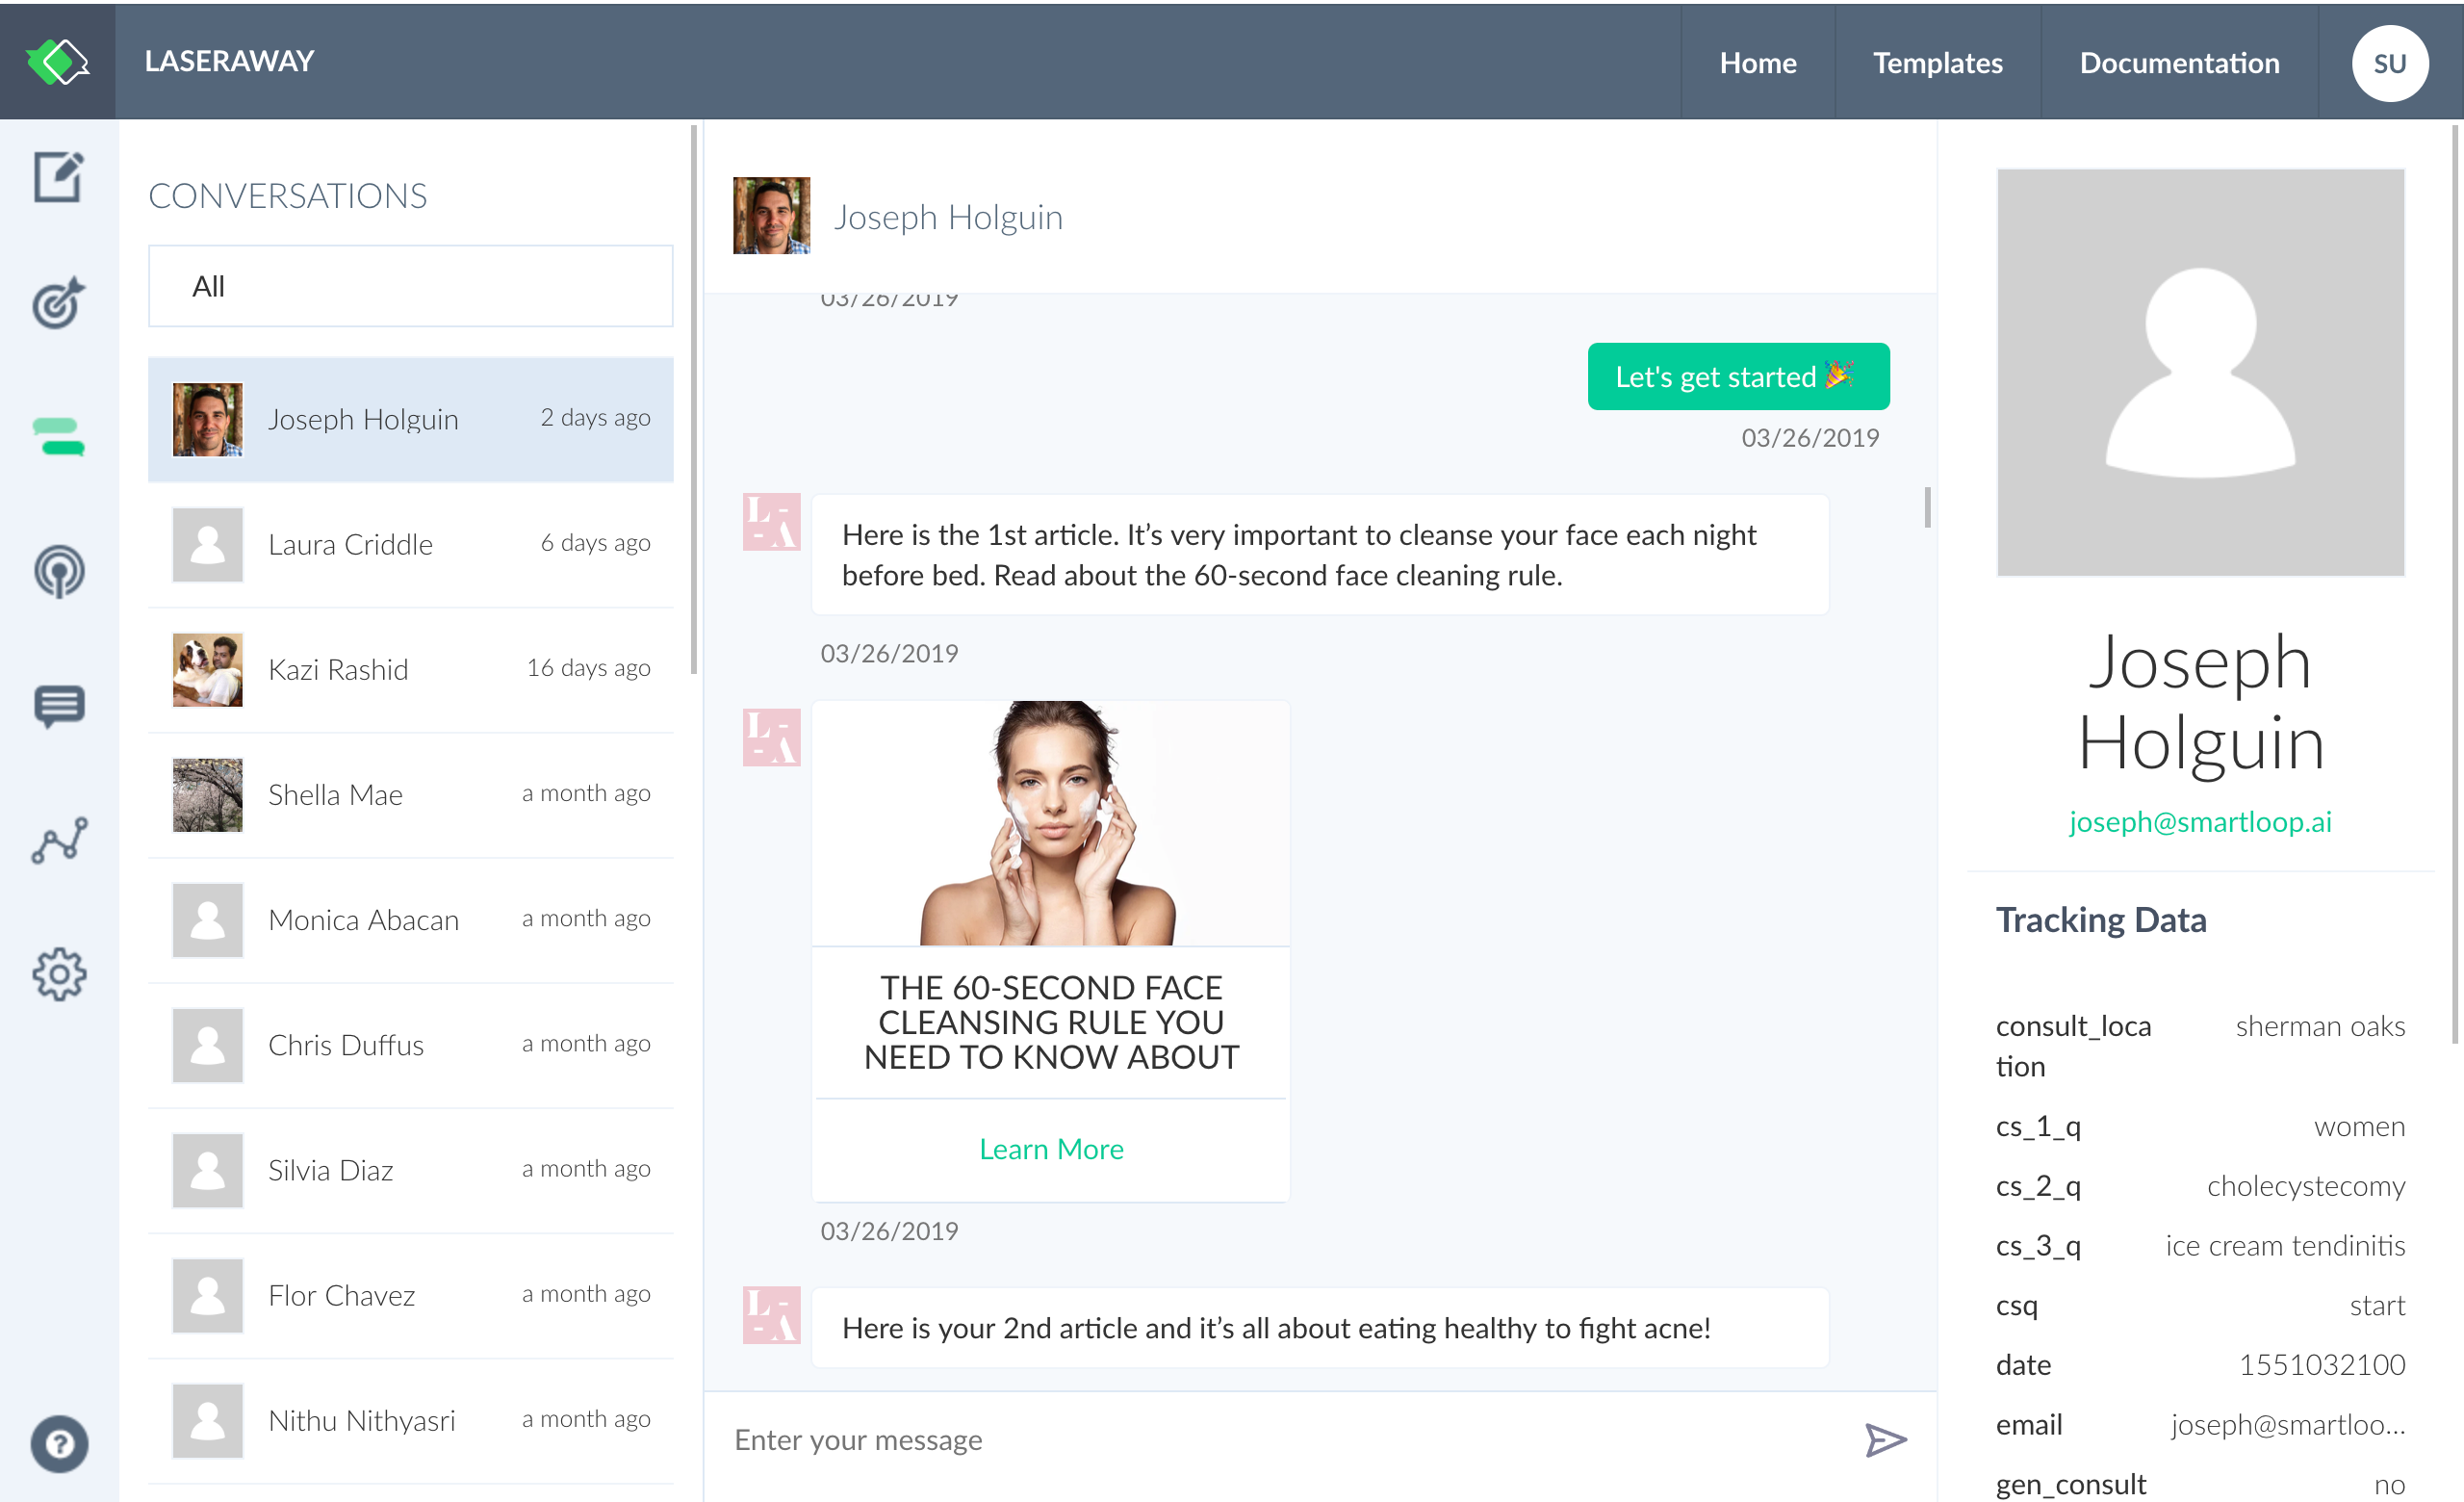 LASERAWAY
Home
Templates
Documentation
SU
CONVERSATIONS
All
Joseph Holguin
2 days ago
Laura Criddle
6 days ago
Kazi Rashid
16 days ago
Shella Mae
a month ago
Monica Abacan
a month ago
Chris Duffus
a month ago
Silvia Diaz
a month ago
Flor Chavez
a month ago
Nithu Nithyasri
a month ago
Joseph Holguin
03/26/2019
Let's get started 🎉
03/26/2019
L-
-A
Here is the 1st article. It’s very important to cleanse your face each night
before bed. Read about the 60-second face cleaning rule.
03/26/2019
L-
-A
THE 60-SECOND FACE
CLEANSING RULE YOU
NEED TO KNOW ABOUT
Learn More
03/26/2019
L-
-A
Here is your 2nd article and it’s all about eating healthy to fight acne!
Enter your message
Joseph
Holguin
joseph@smartloop.ai
Tracking Data
consult_loca
tion
sherman oaks
cs_1_q
women
cs_2_q
cholecystecomy
cs_3_q
ice cream tendinitis
csq
start
date
1551032100
email
joseph@smartloo...
gen_consult
no
?